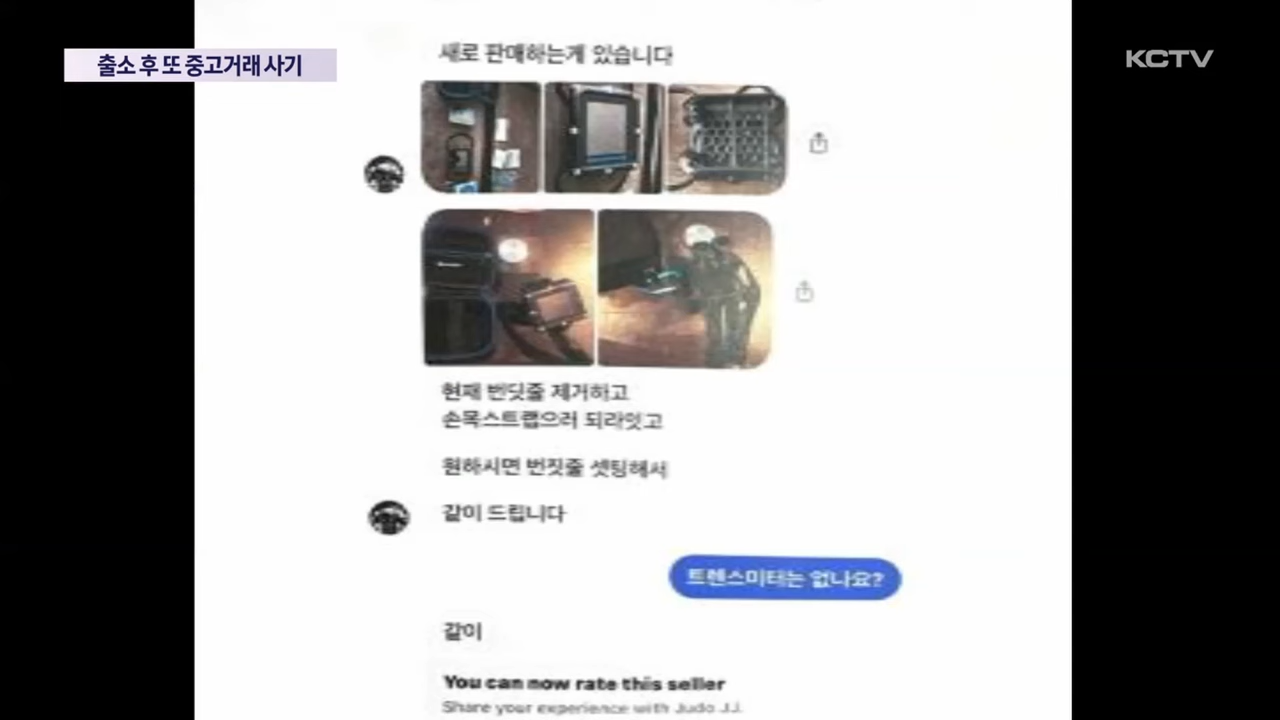 출소 후 또 중고거래 사기
KCTV
새로 판매하는게 있습니다
현재 번딧줄 제거하고
손목스트랩으러 되라잇고
원하시면 번짓줄 셋팅해서
같이 드립니다
트렌스미터는 없나요?
같이
You can now rate this seller
Share your experience with Judo J.J.